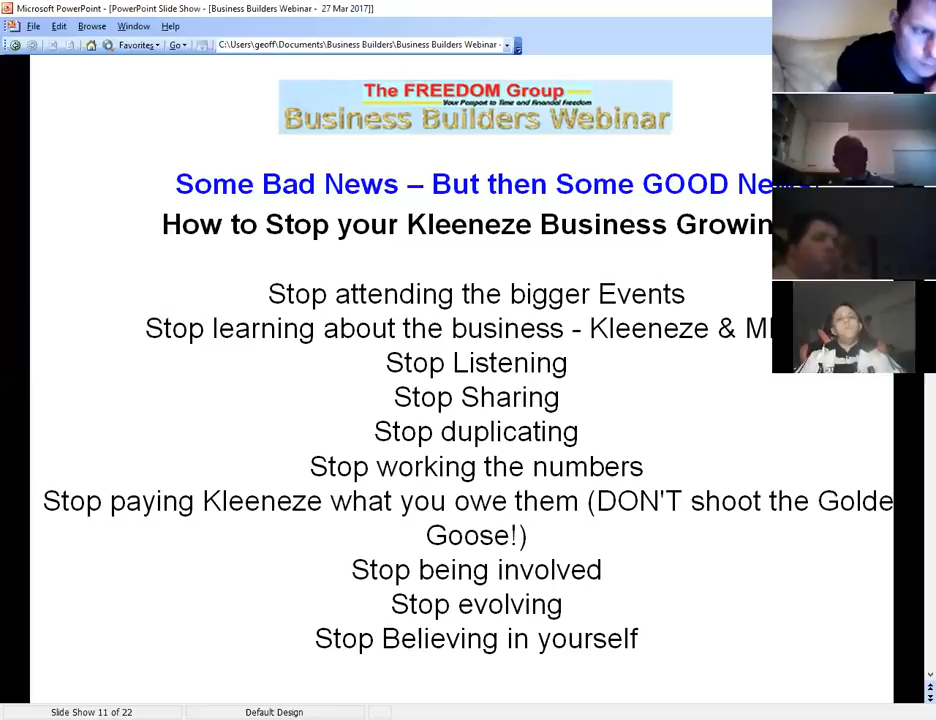 Microsoft PowerPoint - [PowerPoint Slide Show - [Business Builders Webinar - 27 Mar 2017]]
File Edit Browse Window Help
Favorites Go C:\Users\geoff\Documents\Business Builders\Business Builders Webinar -
The FREEDOM Group
Your Pasport to Time and Financial Freedom
Business Builders Webinar
Some Bad News – But then Some GOOD
How to Stop your Kleeneze Business
Stop attending the bigger Events
Stop learning about the business - Kleeneze &
Stop Listening
Stop Sharing
Stop duplicating
Stop working the numbers
Stop paying Kleeneze what you owe them (DON'T shoot the Golde
Goose!)
Stop being involved
Stop evolving
Stop Believing in yourself
Slide Show 11 of 22 Default Design